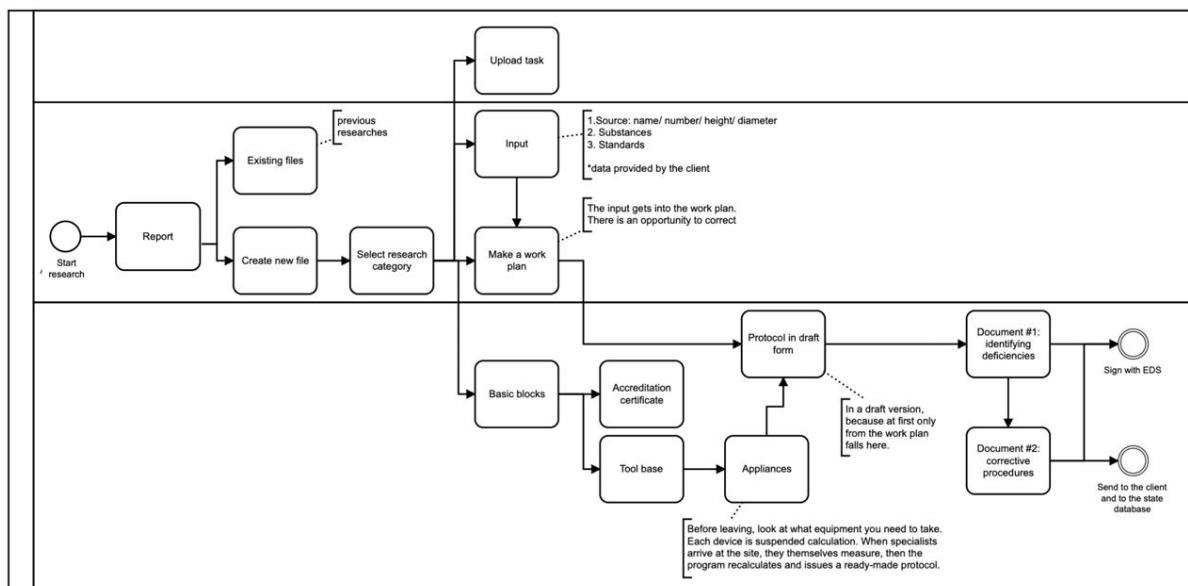 Upload task
previous
researches
Existing files
Input
1.Source: name/ number/ height/ diameter
2. Substances
3. Standards
*data provided by the client
The input gets into the work plan.
There is an opportunity to correct
Start
research
Report
Create new file
Select research
category
Make a work
plan
Protocol in draft
form
Document #1:
identifying
deficiencies
Sign with EDS
Basic blocks
Accreditation
certificate
In a draft version,
because at first only
from the work plan
falls here.
Tool base
Appliances
Document #2:
corrective
procedures
Send to the client
and to the state
database
Before leaving, look at what equipment you need to take.
Each device is suspended calculation. When specialists
arrive at the site, they themselves measure, then the
program recalculates and issues a ready-made protocol.